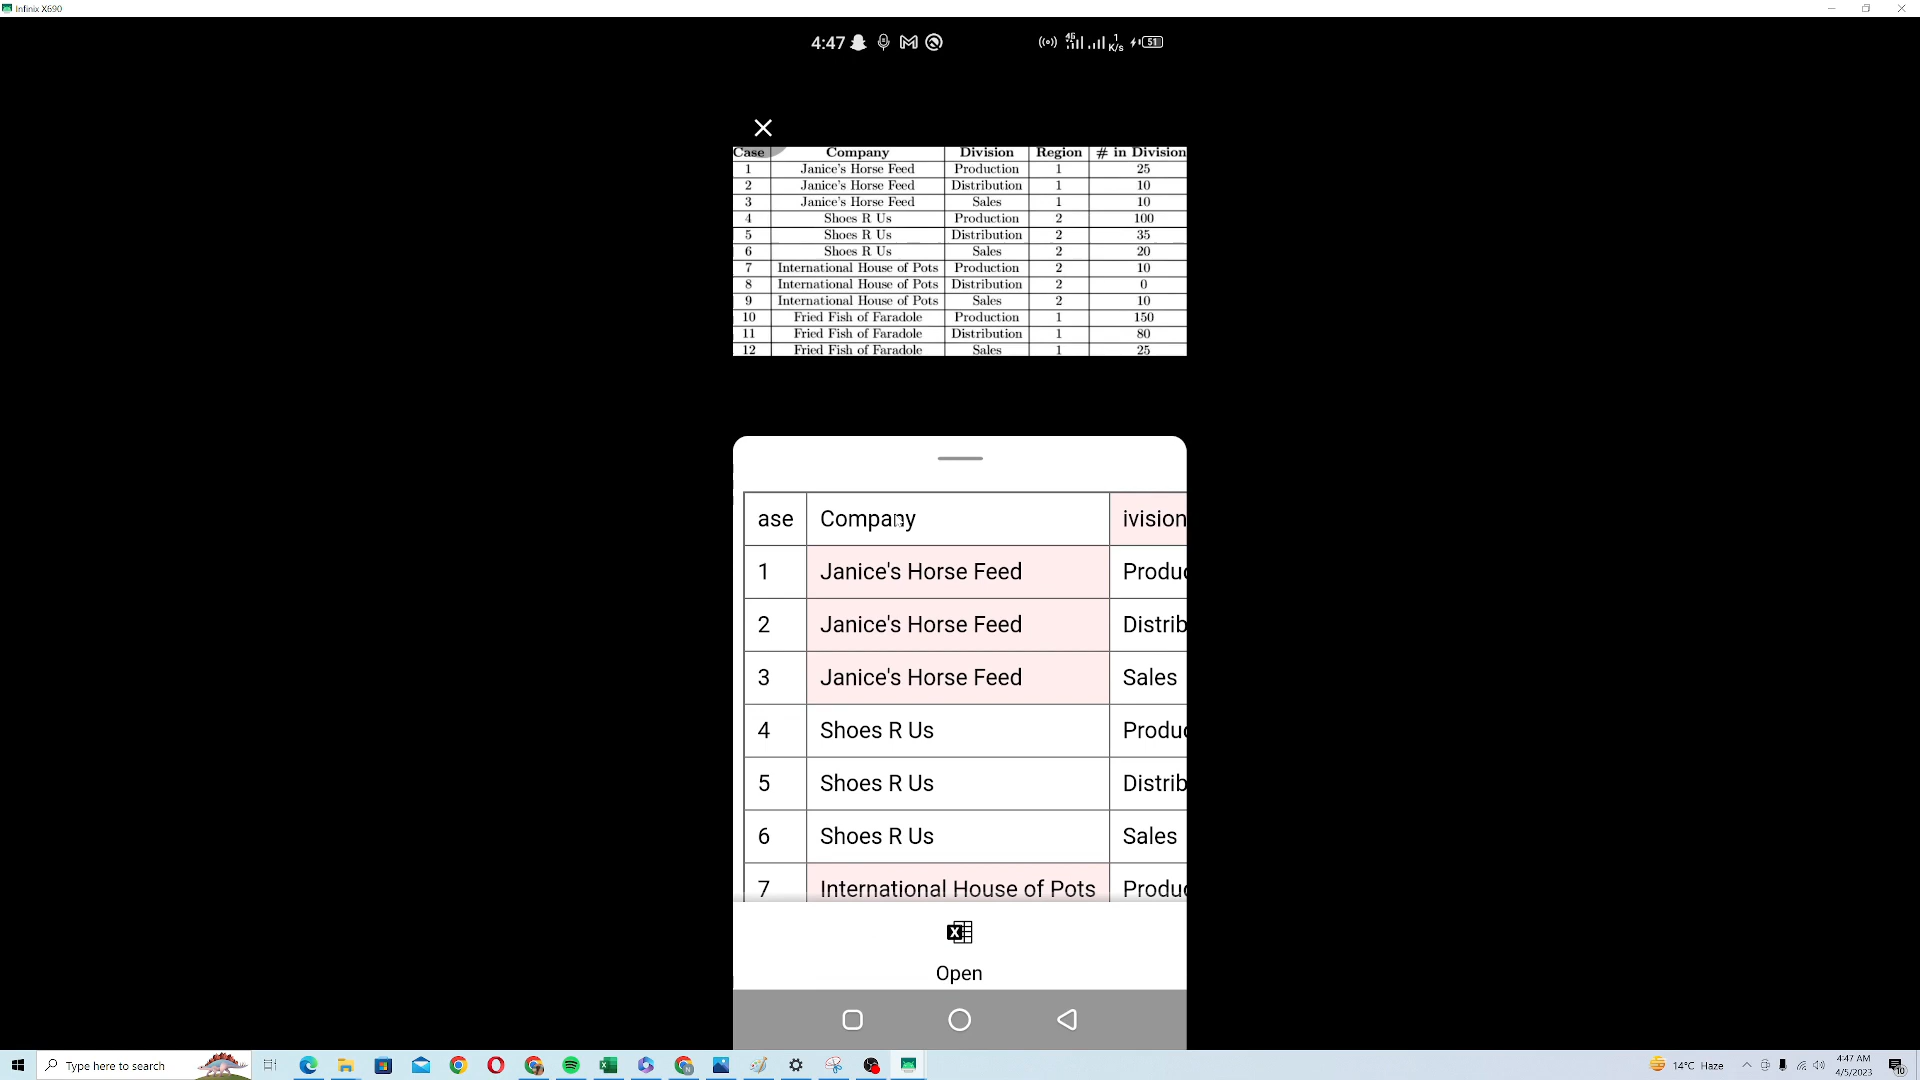 Infinix X690
4:47
1
K/s
51
Case Company Division Region # in Division
1 Janice's Horse Feed Production 1 25
2 Janice's Horse Feed Distribution 1 10
3 Janice's Horse Feed Sales 1 10
4 Shoes R Us Production 2 100
5 Shoes R Us Distribution 2 35
6 Shoes R Us Sales 2 20
7 International House of Pots Production 2 10
8 International House of Pots Distribution 2 0
9 International House of Pots Sales 2 10
10 Fried Fish of Faradole Production 1 150
11 Fried Fish of Faradole Distribution 1 80
12 Fried Fish of Faradole Sales 1 25
ase Company ivision
1 Janice's Horse Feed Produc
2 Janice's Horse Feed Distrib
3 Janice's Horse Feed Sales
4 Shoes R Us Produc
5 Shoes R Us Distrib
6 Shoes R Us Sales
7 International House of Pots Produc
Open
Type here to search
14°C Haze
4:47 AM
4/5/2023
10